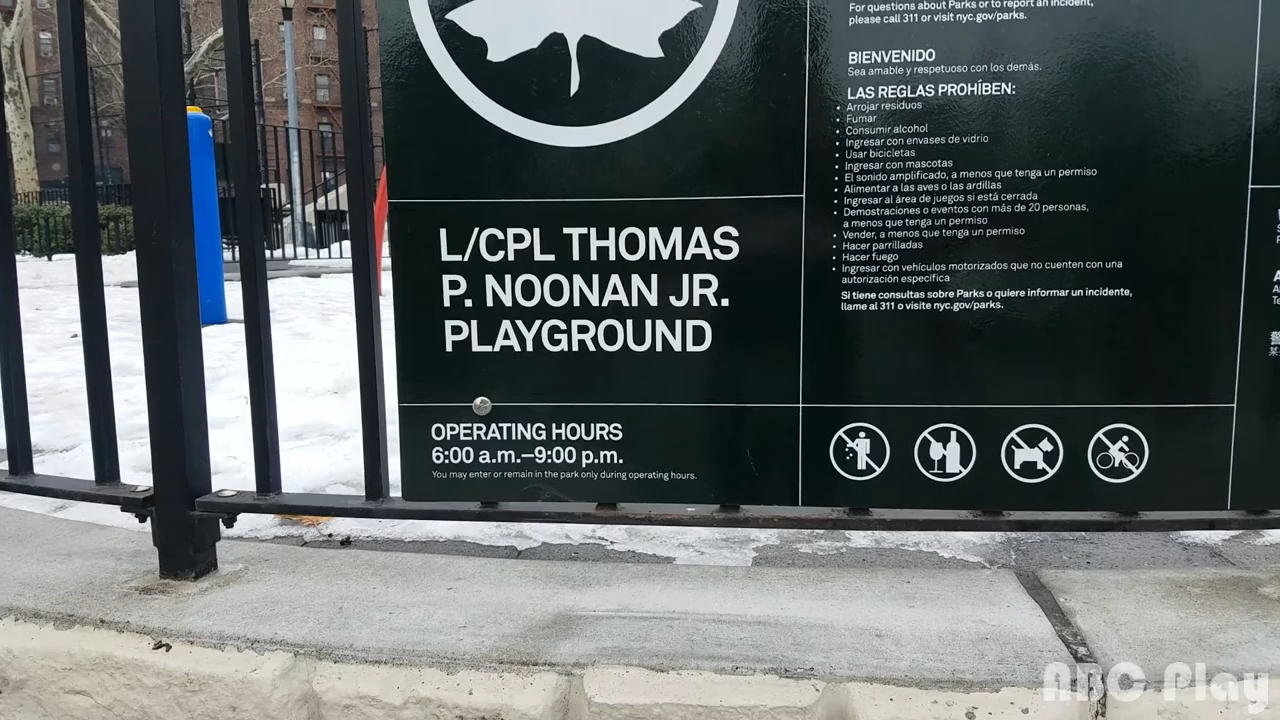 L/CPL THOMAS
P. NOONAN JR.
PLAYGROUND
OPERATING HOURS
6:00 a.m.–9:00 p.m.
You may enter or remain in the park only during operating hours.
For questions about Parks or to report an incident,
please call 311 or visit nyc.gov/parks.
BIENVENIDO
Sea amable y respetuoso con los demás.
LAS REGLAS PROHÍBEN:
• Arrojar residuos
• Fumar
• Consumir alcohol
• Ingresar con envases de vidrio
• Usar bicicletas
• Ingresar con mascotas
• El sonido amplificado, a menos que tenga un permiso
• Alimentar a las aves o las ardillas
• Ingresar al área de juegos si está cerrada
• Demostraciones o eventos con más de 20 personas,
a menos que tenga un permiso
• Vender, a menos que tenga un permiso
• Hacer parrilladas
• Hacer fuego
• Ingresar con vehículos motorizados que no cuenten con una
autorización específica
Si tiene consultas sobre Parks o quiere informar un incidente,
llame al 311 o visite nyc.gov/parks.
ABC Play